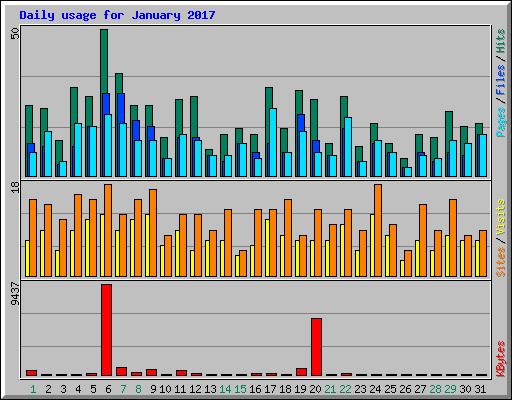 Daily usage for January 2017
50
Pages / Files / Hits
18
Sites / Visits
9437
KBytes
1 2 3 4 5 6 7 8 9 10 11 12 13 14 15 16 17 18 19 20 21 22 23 24 25 26 27 28 29 30 31